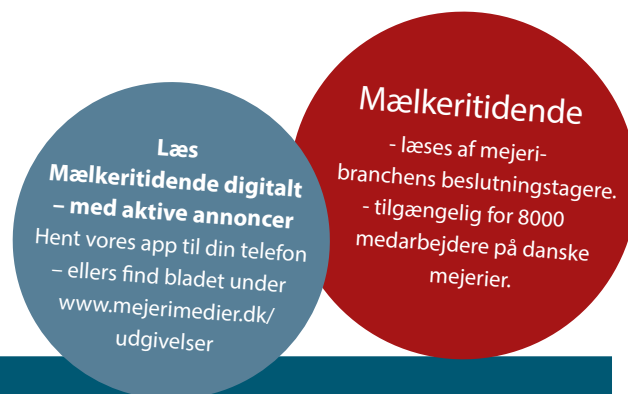 Læs
Mælkeritidende digitalt
– med aktive annoncer
Hent vores app til din telefon
– ellers find bladet under
www.mejerimedier.dk/
udgivelser
Mælkeritidende
- læses af mejeri-
branchens beslutningstagere.
- tilgængelig for 8000
medarbejdere på danske
mejerier.